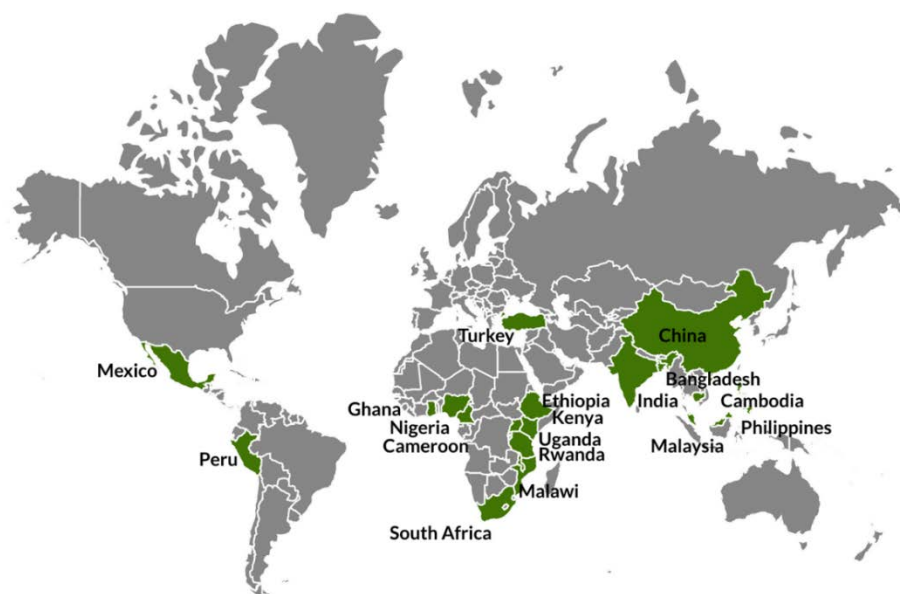 Turkey
China
Mexico
Bangladesh
India
Cambodia
Ethiopia
Ghana
Kenya
Nigeria
Philippines
Cameroon
Uganda
Malaysia
Rwanda
Peru
Malawi
South Africa